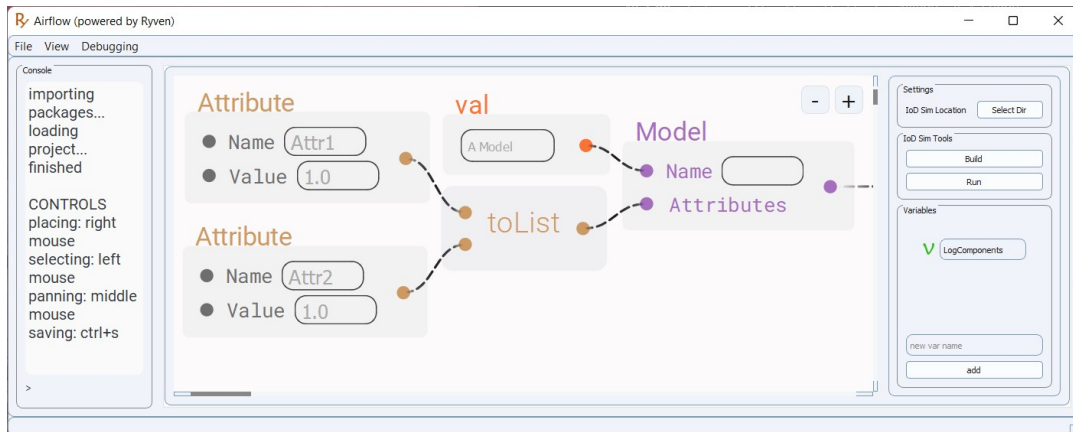 Airflow (powered by Ryven)
File View Debugging
Console
importing
packages...
loading
project...
finished
CONTROLS
placing: right
mouse
selecting: left
mouse
panning: middle
mouse
saving: ctrl+s
>
Attribute
Name Attr1
Value 1.0
Attribute
Name Attr2
Value 1.0
val
A Model
toList
Model
Name
Attributes
- +
Settings
IoD Sim Location Select Dir
IoD Sim Tools
Build
Run
Variables
V LogComponents
new var name
add